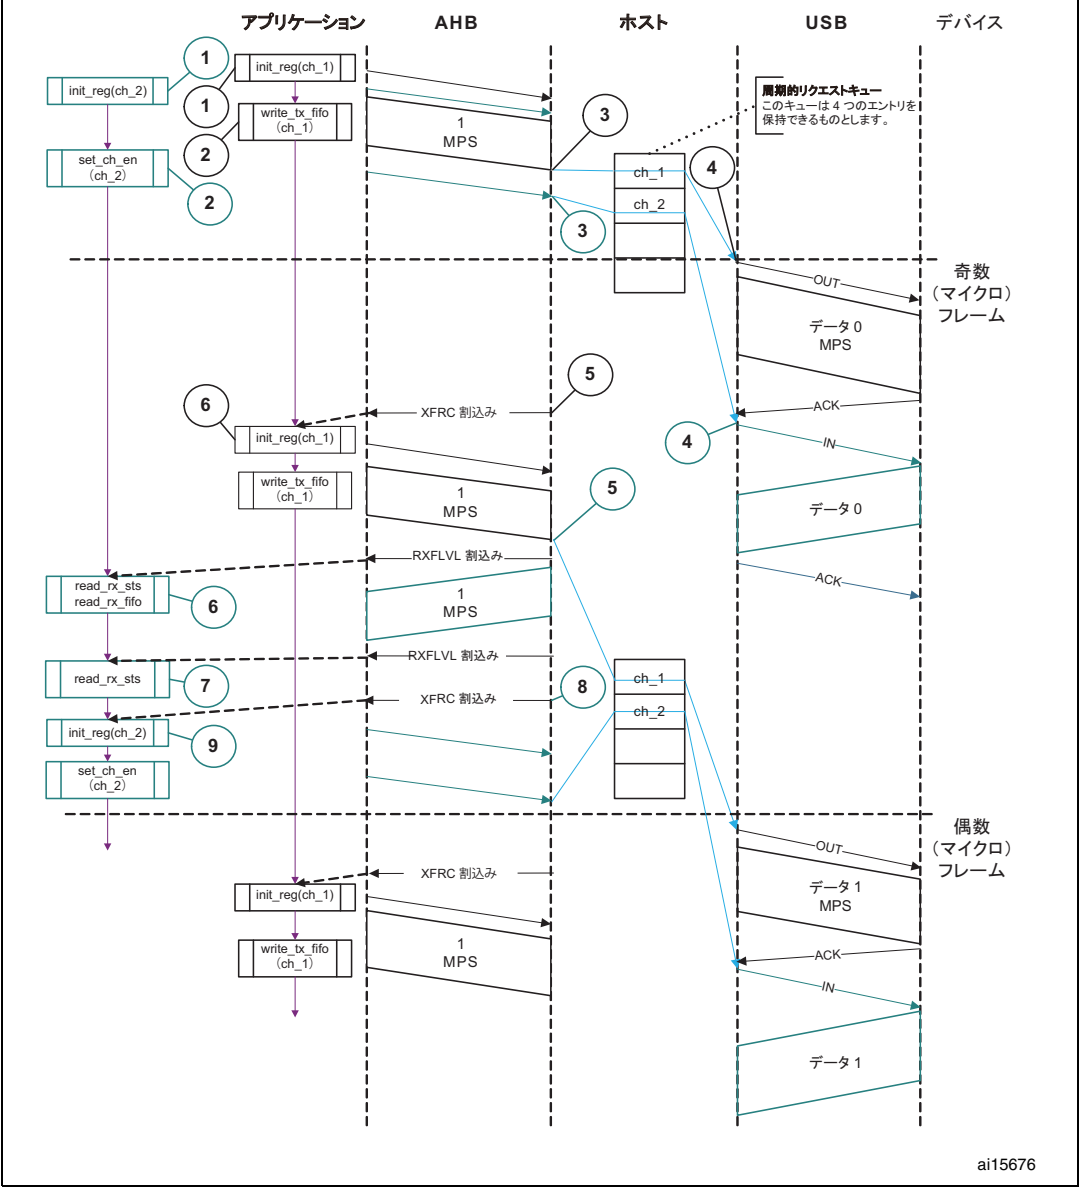 アプリケーション
AHB
ホスト
USB
デバイス
1
init_reg(ch_2)
1
init_reg(ch_1)
2
write_tx_fifo
(ch_1)
set_ch_en
(ch_2)
2
1
MPS
3
3
周期的リクエストキュー
このキューは 4 つのエントリを
保持できるものとします。
ch_1
ch_2
4
奇数
(マイクロ)
フレーム
OUT
データ 0
MPS
ACK
5
XFRC 割込み
6
init_reg(ch_1)
4
IN
write_tx_fifo
(ch_1)
1
MPS
5
データ 0
RXFLVL 割込み
ACK
read_rx_sts
read_rx_fifo
6
1
MPS
RXFLVL 割込み
read_rx_sts
7
XFRC 割込み
8
ch_1
ch_2
init_reg(ch_2)
9
set_ch_en
(ch_2)
偶数
(マイクロ)
フレーム
OUT
XFRC 割込み
init_reg(ch_1)
データ 1
MPS
write_tx_fifo
(ch_1)
1
MPS
ACK
IN
データ 1
ai15676